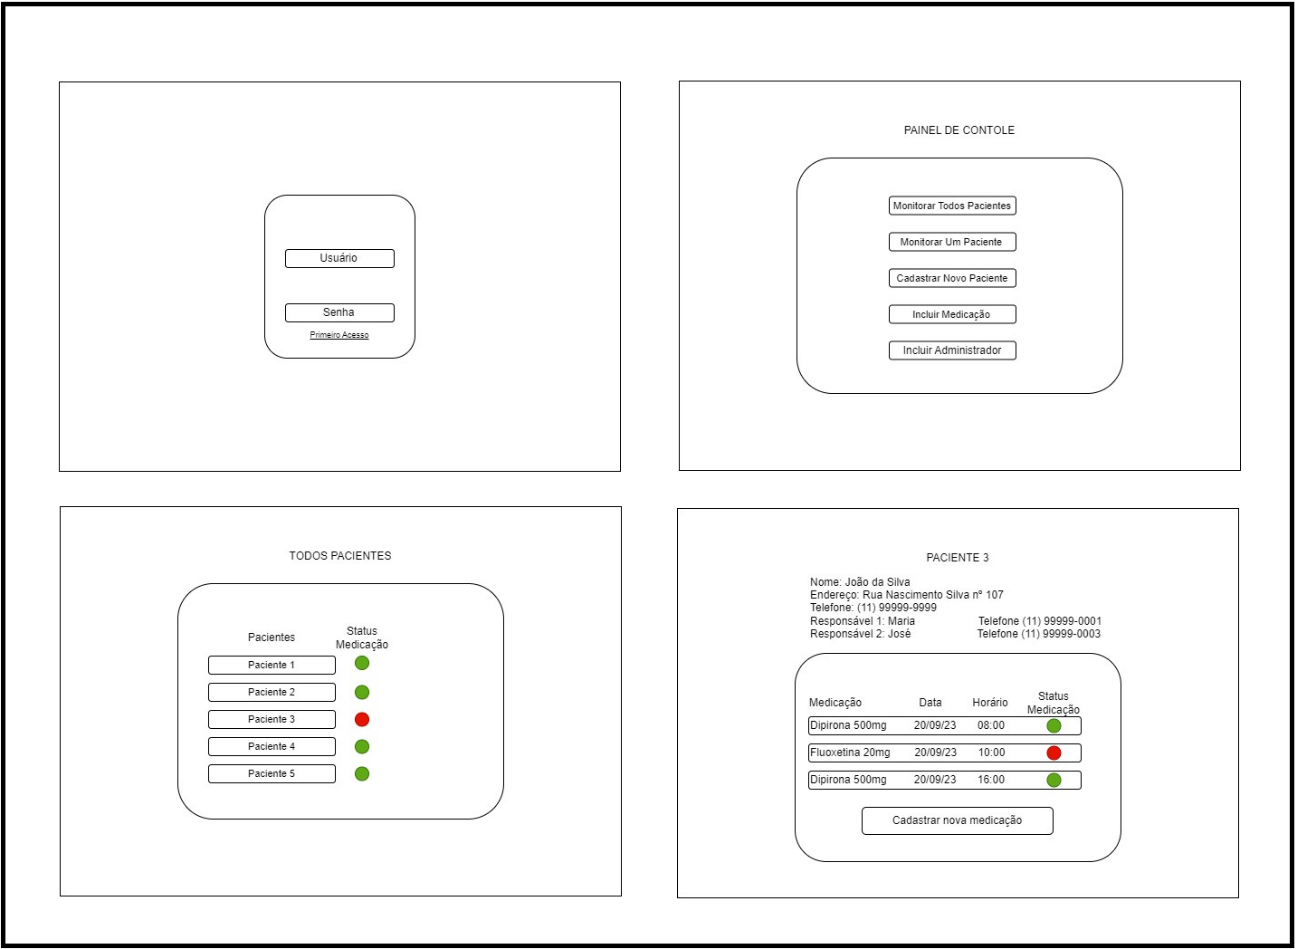 Usuário
Senha
Primeiro Acesso
PAINEL DE CONTOLE
Monitorar Todos Pacientes
Monitorar Um Paciente
Cadastrar Novo Paciente
Incluir Medicação
Incluir Administrador
TODOS PACIENTES
Pacientes Status Medicação
Paciente 1
Paciente 2
Paciente 3
Paciente 4
Paciente 5
PACIENTE 3
Nome: João da Silva
Endereço: Rua Nascimento Silva nº 107
Telefone: (11) 99999-9999
Responsável 1: Maria Telefone (11) 99999-0001
Responsável 2: José Telefone (11) 99999-0003
Medicação Data Horário Status Medicação
Dipirona 500mg 20/09/23 08:00
Fluoxetina 20mg 20/09/23 10:00
Dipirona 500mg 20/09/23 16:00
Cadastrar nova medicação